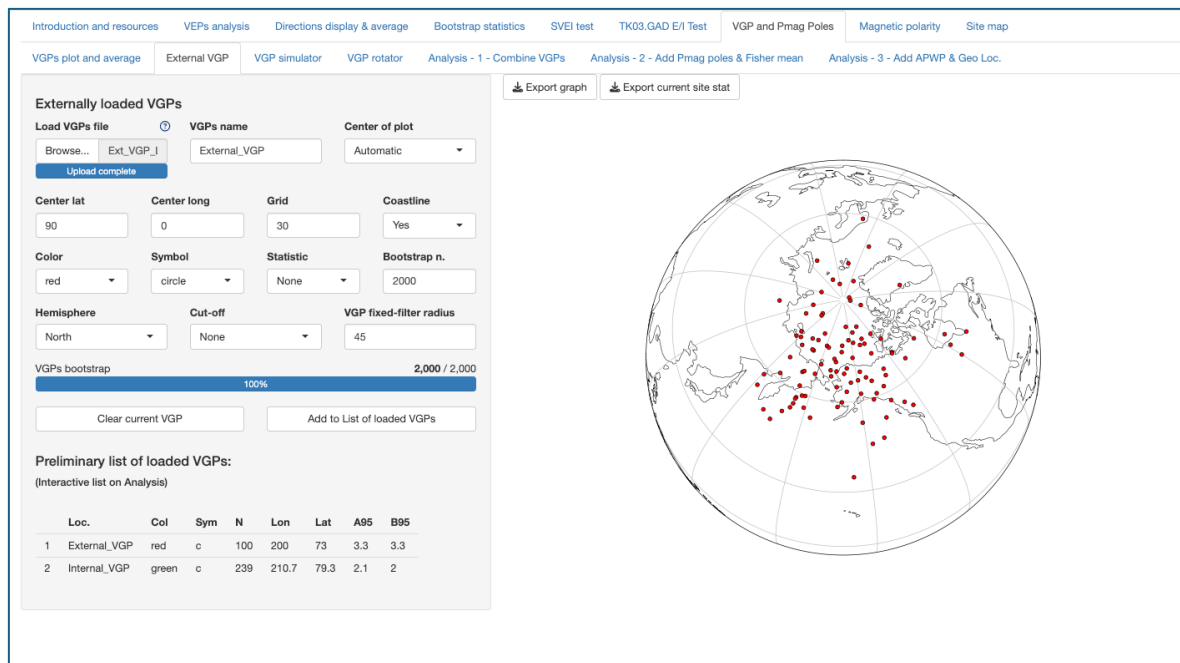 Introduction and resources VEPs analysis Directions display & average Bootstrap statistics SVEI test TK03.GAD E/I Test VGP and Pmag Poles Magnetic polarity Site map
VGPs plot and average External VGP VGP simulator VGP rotator Analysis - 1 - Combine VGPs Analysis - 2 - Add Pmag poles & Fisher mean Analysis - 3 - Add APWP & Geo Loc.
Export graph Export current site stat
Externally loaded VGPs
Load VGPs file ? VGPs name Center of plot
Browse... Ext_VGP_l External_VGP Automatic
Upload complete
Center lat Center long Grid Coastline
90 0 30 Yes
Color Symbol Statistic Bootstrap n.
red circle None 2000
Hemisphere Cut-off VGP fixed-filter radius
North None 45
VGPs bootstrap 2,000 / 2,000
100%
Clear current VGP Add to List of loaded VGPs
Preliminary list of loaded VGPs:
(Interactive list on Analysis)
Loc. Col Sym N Lon Lat A95 B95
1 External_VGP red c 100 200 73 3.3 3.3
2 Internal_VGP green c 239 210.7 79.3 2.1 2